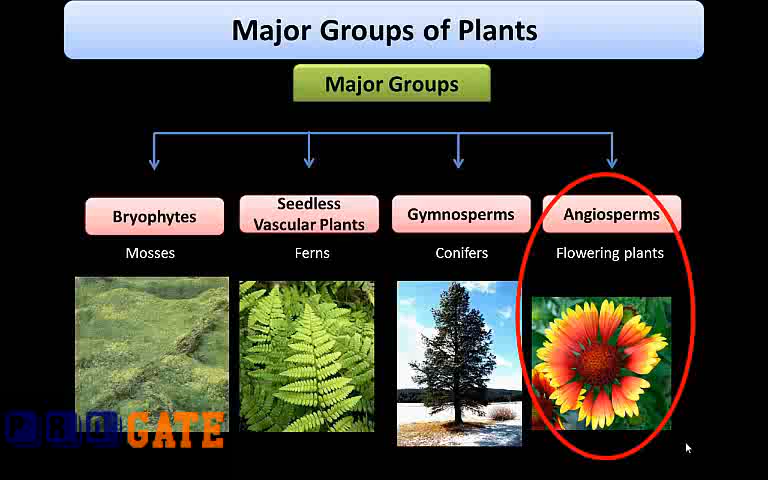 Major Groups of Plants
Major Groups
Bryophytes
Seedless
Vascular Plants
Gymnosperms
Angiosperms
Mosses
Ferns
Conifers
Flowering plants
PRO GATE